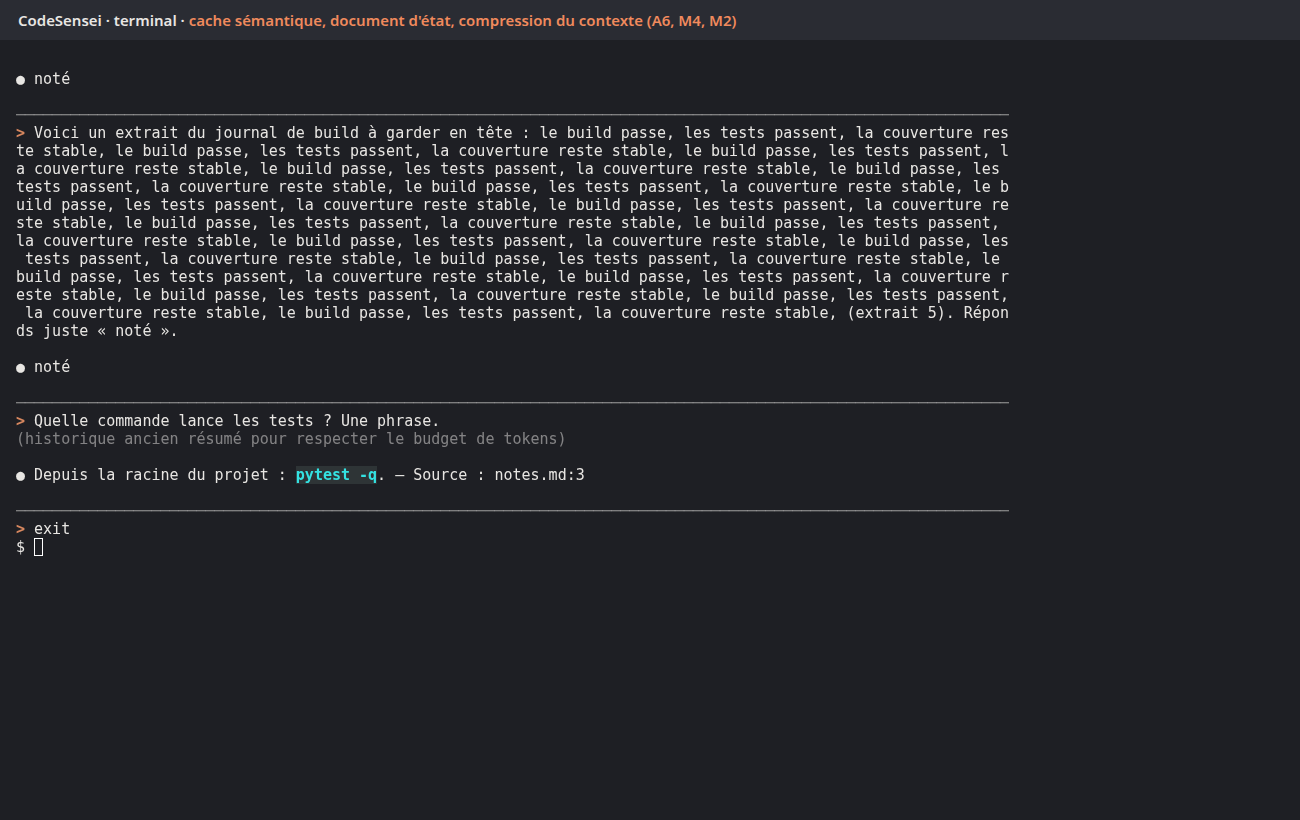 CodeSensei · terminal · cache sémantique, document d'état, compression du contexte (A6, M4, M2)
● noté
> Voici un extrait du journal de build à garder en tête : le build passe, les tests passent, la couverture res
te stable, le build passe, les tests passent, la couverture reste stable, le build passe, les tests passent, l
a couverture reste stable, le build passe, les tests passent, la couverture reste stable, le build passe, les
tests passent, la couverture reste stable, le build passe, les tests passent, la couverture reste stable, le b
uild passe, les tests passent, la couverture reste stable, le build passe, les tests passent, la couverture re
ste stable, le build passe, les tests passent, la couverture reste stable, le build passe, les tests passent,
la couverture reste stable, le build passe, les tests passent, la couverture reste stable, le build passe, les
 tests passent, la couverture reste stable, le build passe, les tests passent, la couverture reste stable, le
build passe, les tests passent, la couverture reste stable, le build passe, les tests passent, la couverture r
este stable, le build passe, les tests passent, la couverture reste stable, le build passe, les tests passent,
 la couverture reste stable, le build passe, les tests passent, la couverture reste stable, (extrait 5). Répon
ds juste « noté ».
● noté
> Quelle commande lance les tests ? Une phrase.
(historique ancien résumé pour respecter le budget de tokens)
● Depuis la racine du projet : pytest -q. — Source : notes.md:3
> exit
$